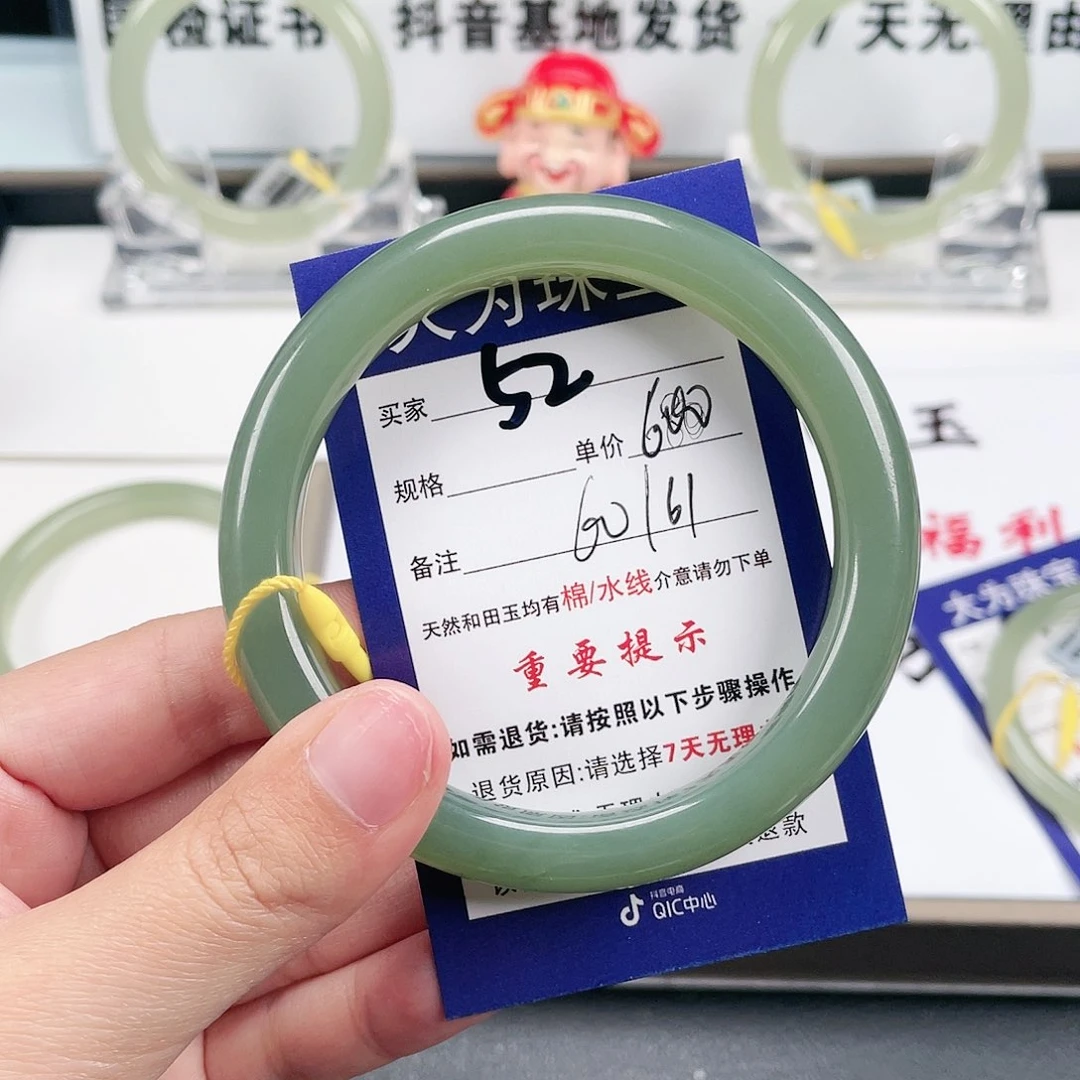 检证书 抖音基地发货 7天无理由
大为珠宝
买家 52
单价
规格
60/61
备注
天然和田玉均有棉/水线介意请勿下单
重要提示
如需退货:请按照以下步骤操作
退货原因:请选择7天无理
退款
抖音电商
QIC中心
玉
福利
大为珠宝